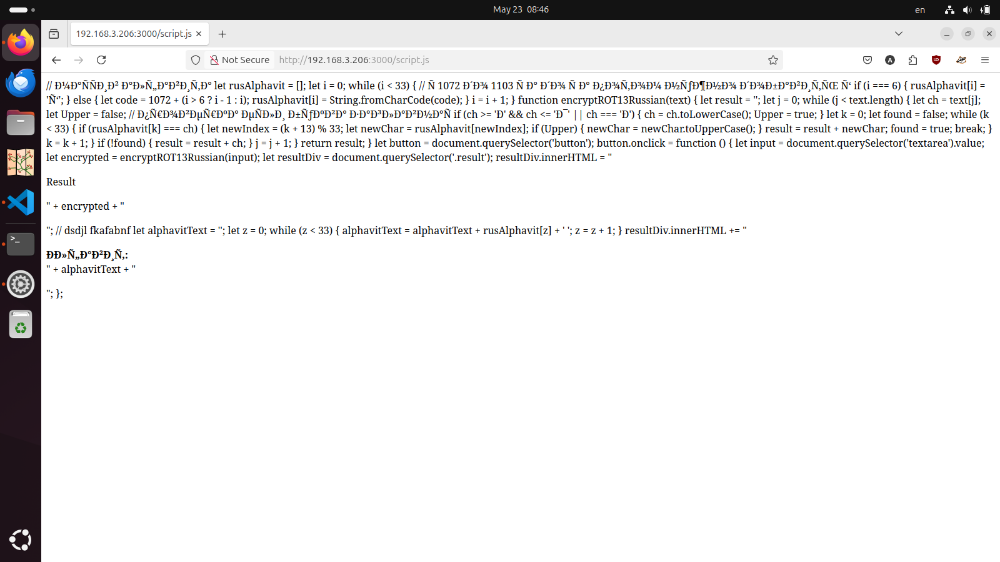 May 23 08:46
en
192.168.3.206:3000/script.js
Not Secure
http://192.168.3.206:3000/script.js
// Ð¼Ð°ÑÑÐ¸Ð² Ð°Ð»Ñ„Ð°Ð²Ð¸Ñ‚Ð° let rusAlphavit = []; let i = 0; while (i < 33) { // Ñ 1072 Ð´Ð¾ 1103 Ñ Ð° Ð´Ð¾ Ñ Ð° Ð¿Ð¾Ñ‚Ð¾Ð¼ Ð½ÑƒÐ¶Ð½Ð¾ Ð´Ð¾Ð±Ð°Ð²Ð¸Ñ‚ÑŒ Ñ‘ if (i === 6) { rusAlphavit[i] =
'Ñ‘'; } else { let code = 1072 + (i > 6 ? i - 1 : i); rusAlphavit[i] = String.fromCharCode(code); } i = i + 1; } function encryptROT13Russian(text) { let result = ''; let j = 0; while (j < text.length) { let ch = text[j];
let Upper = false; // Ð¿Ñ€Ð¾Ð²ÐµÑ€ÐºÐ° ÐµÑÐ»Ð¸ Ð±ÑƒÐºÐ²Ð° Ð·Ð°Ð³Ð»Ð°Ð²Ð½Ð°Ñ if (ch >= 'Ð' && ch <= 'Ð¯' || ch === 'Ð') { ch = ch.toLowerCase(); Upper = true; } let k = 0; let found = false; while (k
< 33) { if (rusAlphavit[k] === ch) { let newIndex = (k + 13) % 33; let newChar = rusAlphavit[newIndex]; if (Upper) { newChar = newChar.toUpperCase(); } result = result + newChar; found = true; break; }
k = k + 1; } if (!found) { result = result + ch; } j = j + 1; } return result; } let button = document.querySelector('button'); button.onclick = function () { let input = document.querySelector('textarea').value;
let encrypted = encryptROT13Russian(input); let resultDiv = document.querySelector('.result'); resultDiv.innerHTML = "
Result
" + encrypted + "
"; // dsdjl fkafabnf let alphavitText = ''; let z = 0; while (z < 33) { alphavitText = alphavitText + rusAlphavit[z] + ' '; z = z + 1; } resultDiv.innerHTML += "
ÐÐ»Ñ„Ð°Ð²Ð¸Ñ‚:
" + alphavitText + "
"; };